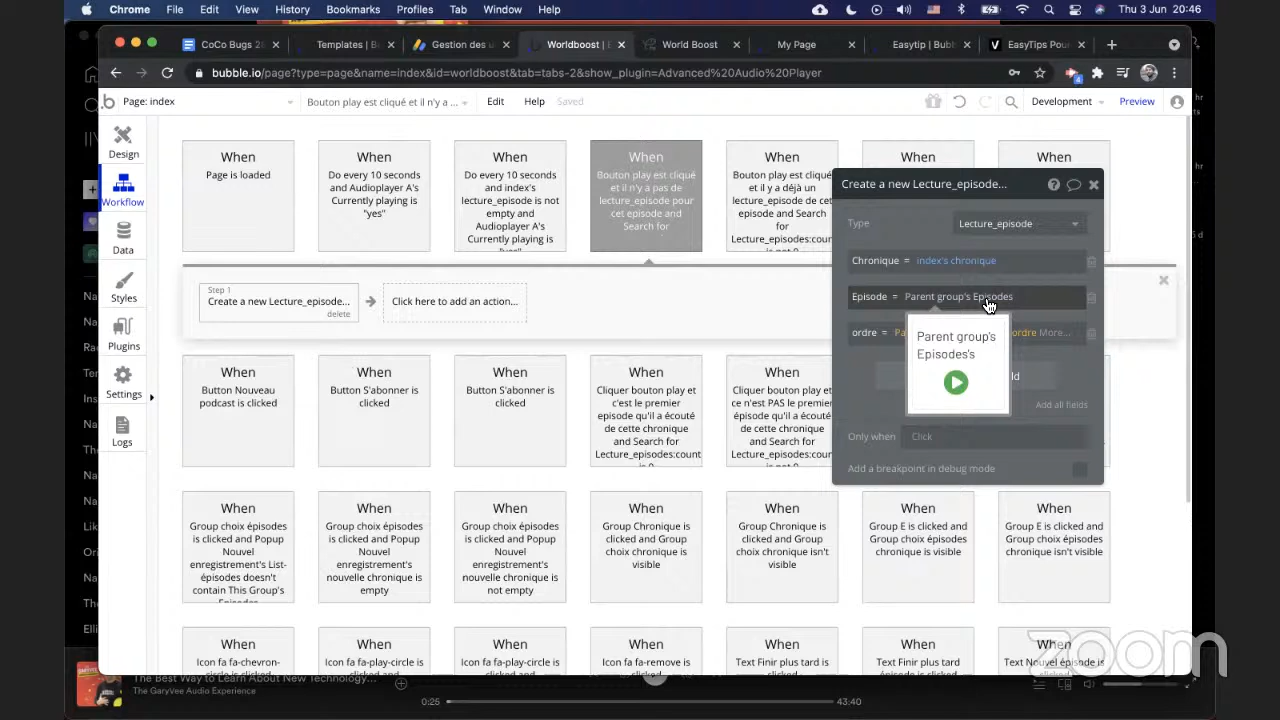 Chrome File Edit View History Bookmarks Profiles Tab Window Help
Thu 3 Jun 20:46
CoCo Bugs 28
Templates | B
Gestion des u
Worldboost | E
World Boost
My Page
Easytip | Bubb
EasyTips Pou
bubble.io/page?type=page&name=index&id=worldboost&tab=tabs-2&show_plugin=Advanced%20Audio%20Player
4
Page: index
Bouton play est cliqué et il n'y a ...
Edit
Help
Saved
Development
Preview
Design
Workflow
Data
Styles
Plugins
Settings
Logs
When
Page is loaded
When
Do every 10 seconds
and Audioplayer A's
Currently playing is
"yes"
When
Do every 10 seconds
and index's
lecture_episode is not
empty and
Audioplayer A's
Currently playing is
When
Bouton play est cliqué
et il n'y a pas de
lecture_episode pour
cet episode and
Search for
When
Bouton play est cliqué
et il y a déjà un
lecture_episode de cet
episode and Search
for
Lecture_episodes:count
When
When
Create a new Lecture_episode...
Type
Lecture_episode
Chronique = index's chronique
Episode = Parent group's Episodes
ordre =
ordre More...
Parent group's
Episodes's
Add all fields
Only when
Click
Add a breakpoint in debug mode
Step 1
Create a new Lecture_episode...
delete
Click here to add an action...
When
Button Nouveau
podcast is clicked
When
Button S'abonner is
clicked
When
Button S'abonner is
clicked
When
Cliquer bouton play et
c'est le premier
episode qu'il a écouté
de cette chronique
and Search for
Lecture_episodes:count
is 0
When
Cliquer bouton play et
ce n'est PAS le premier
episode qu'il a écouté
de cette chronique
and Search for
Lecture_episodes:count
When
Group choix épisodes
is clicked and Popup
Nouvel
enregistrement's List-
épisodes doesn't
contain This Group's
When
Group choix épisodes
is clicked and Popup
Nouvel
enregistrement's
nouvelle chronique is
empty
When
Group choix épisodes
is clicked and Popup
Nouvel
enregistrement's
nouvelle chronique is
not empty
When
Group Chronique is
clicked and Group
choix chronique is
visible
When
Group Chronique is
clicked and Group
choix chronique isn't
visible
When
Group E is clicked and
Group choix épisodes
chronique is visible
When
Group E is clicked and
Group choix épisodes
chronique isn't visible
When
Icon fa fa-chevron-
When
Icon fa fa-play-circle is
When
Icon fa fa-play-circle is
When
Icon fa fa-remove is
When
Text Finir plus tard is
When
Text Nouvel épisode is
zoom
The Best Way to Learn About New Technology...
The GaryVee Audio Experience
0:25
43:40